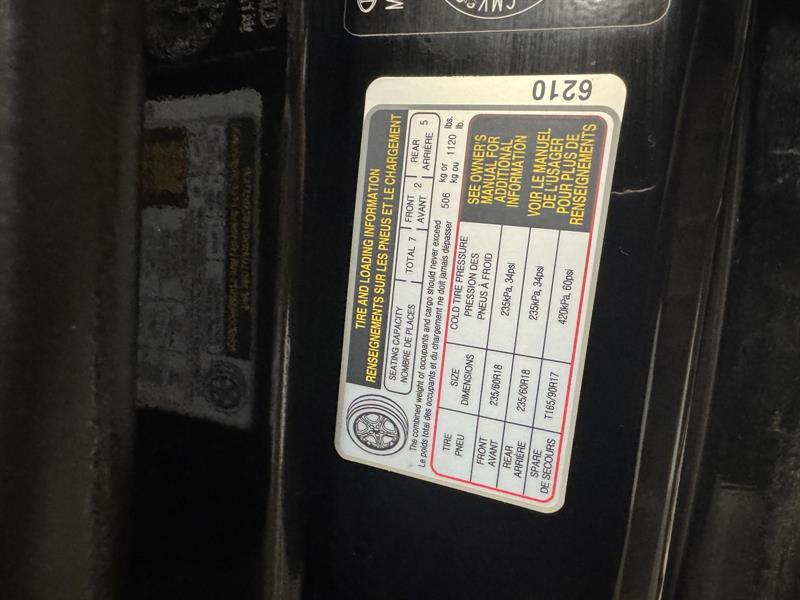 CMK
6210
TIRE AND LOADING INFORMATION
RENSEIGNEMENTS SUR LES PNEUS ET LE CHARGEMENT
SEATING CAPACITY
NOMBRE DE PLACES
TOTAL 7
FRONT
AVANT 2
REAR
ARRIÈRE 5
The combined weight of occupants and cargo should never exceed
Le poids total des occupants et du chargement ne doit jamais dépasser
506 kg or kg ou 1120 lbs. lb.
TIRE
PNEU
SIZE
DIMENSIONS
COLD TIRE PRESSURE
PRESSION DES
PNEUS À FROID
SEE OWNER'S
MANUAL FOR
ADDITIONAL
INFORMATION
VOIR LE MANUEL
DE L'USAGER
POUR PLUS DE
RENSEIGNEMENTS
FRONT
AVANT
235/60R18
235kPa, 34psi
REAR
ARRIÈRE
235/60R18
235kPa, 34psi
SPARE
DE SECOURS
T165/90R17
420kPa, 60psi